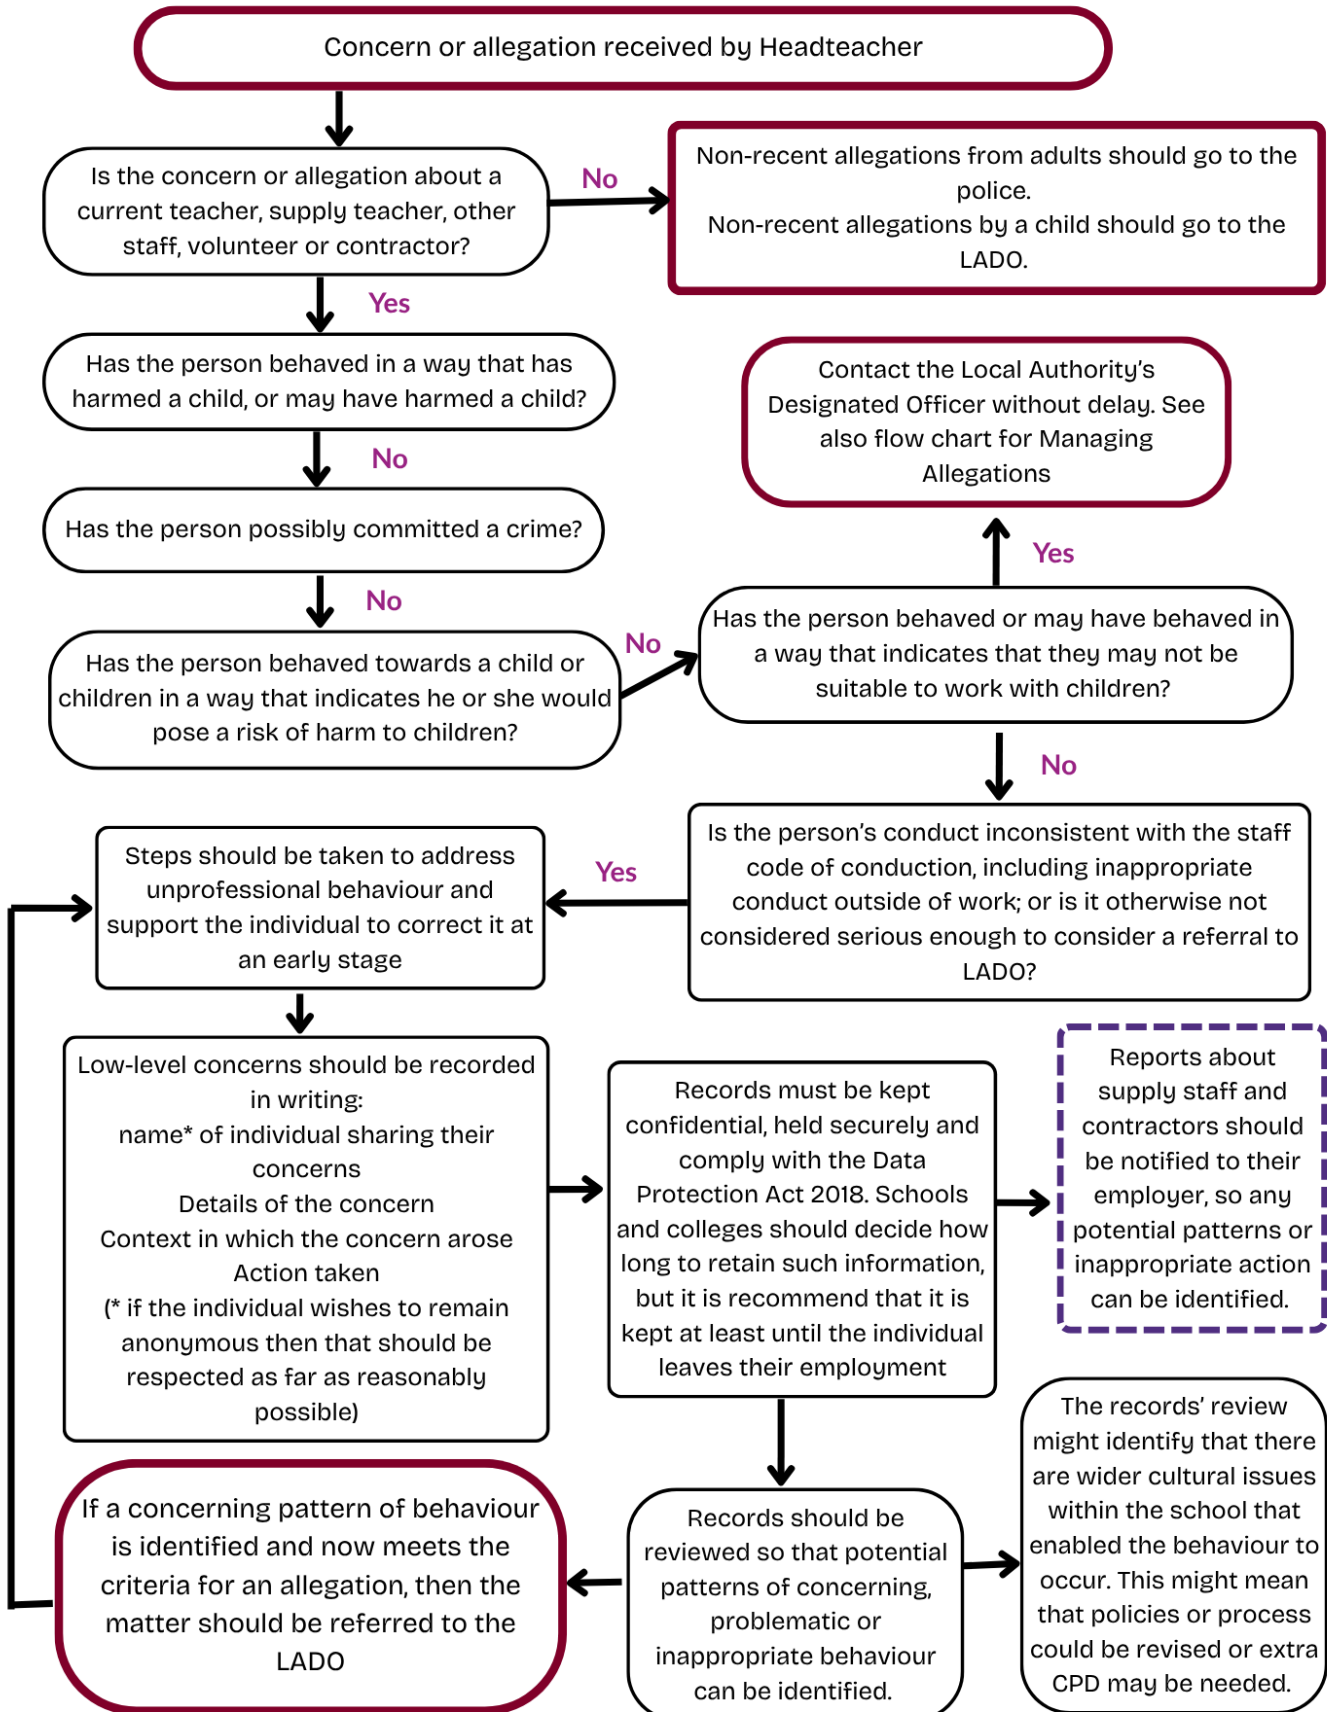 Concern or allegation received by Headteacher
Is the concern or allegation about a
current teacher, supply teacher, other
staff, volunteer or contractor?
No
Non-recent allegations from adults should go to the
police.
Non-recent allegations by a child should go to the
LADO.
Yes
Has the person behaved in a way that has
harmed a child, or may have harmed a child?
Contact the Local Authority's
Designated Officer without delay. See
also flow chart for Managing
Allegations
No
Has the person possibly committed a crime?
Yes
No
Has the person behaved towards a child or
children in a way that indicates he or she would
pose a risk of harm to children?
No
Has the person behaved or may have behaved in
a way that indicates that they may not be
suitable to work with children?
No
Is the person's conduct inconsistent with the staff
code of conduction, including inappropriate
conduct outside of work; or is it otherwise not
considered serious enough to consider a referral to
LADO?
Yes
Steps should be taken to address
unprofessional behaviour and
support the individual to correct it at
an early stage
Low-level concerns should be recorded
in writing:
name* of individual sharing their
concerns
Details of the concern
Context in which the concern arose
Action taken
(* if the individual wishes to remain
anonymous then that should be
respected as far as reasonably
possible)
Records must be kept
confidential, held securely and
comply with the Data
Protection Act 2018. Schools
and colleges should decide how
long to retain such information,
but it is recommend that it is
kept at least until the individual
leaves their employment
Reports about
supply staff and
contractors should
be notified to their
employer, so any
potential patterns or
inappropriate action
can be identified.
Records should be
reviewed so that potential
patterns of concerning,
problematic or
inappropriate behaviour
can be identified.
The records' review
might identify that there
are wider cultural issues
within the school that
enabled the behaviour to
occur. This might mean
that policies or process
could be revised or extra
CPD may be needed.
If a concerning pattern of behaviour
is identified and now meets the
criteria for an allegation, then the
matter should be referred to the
LADO